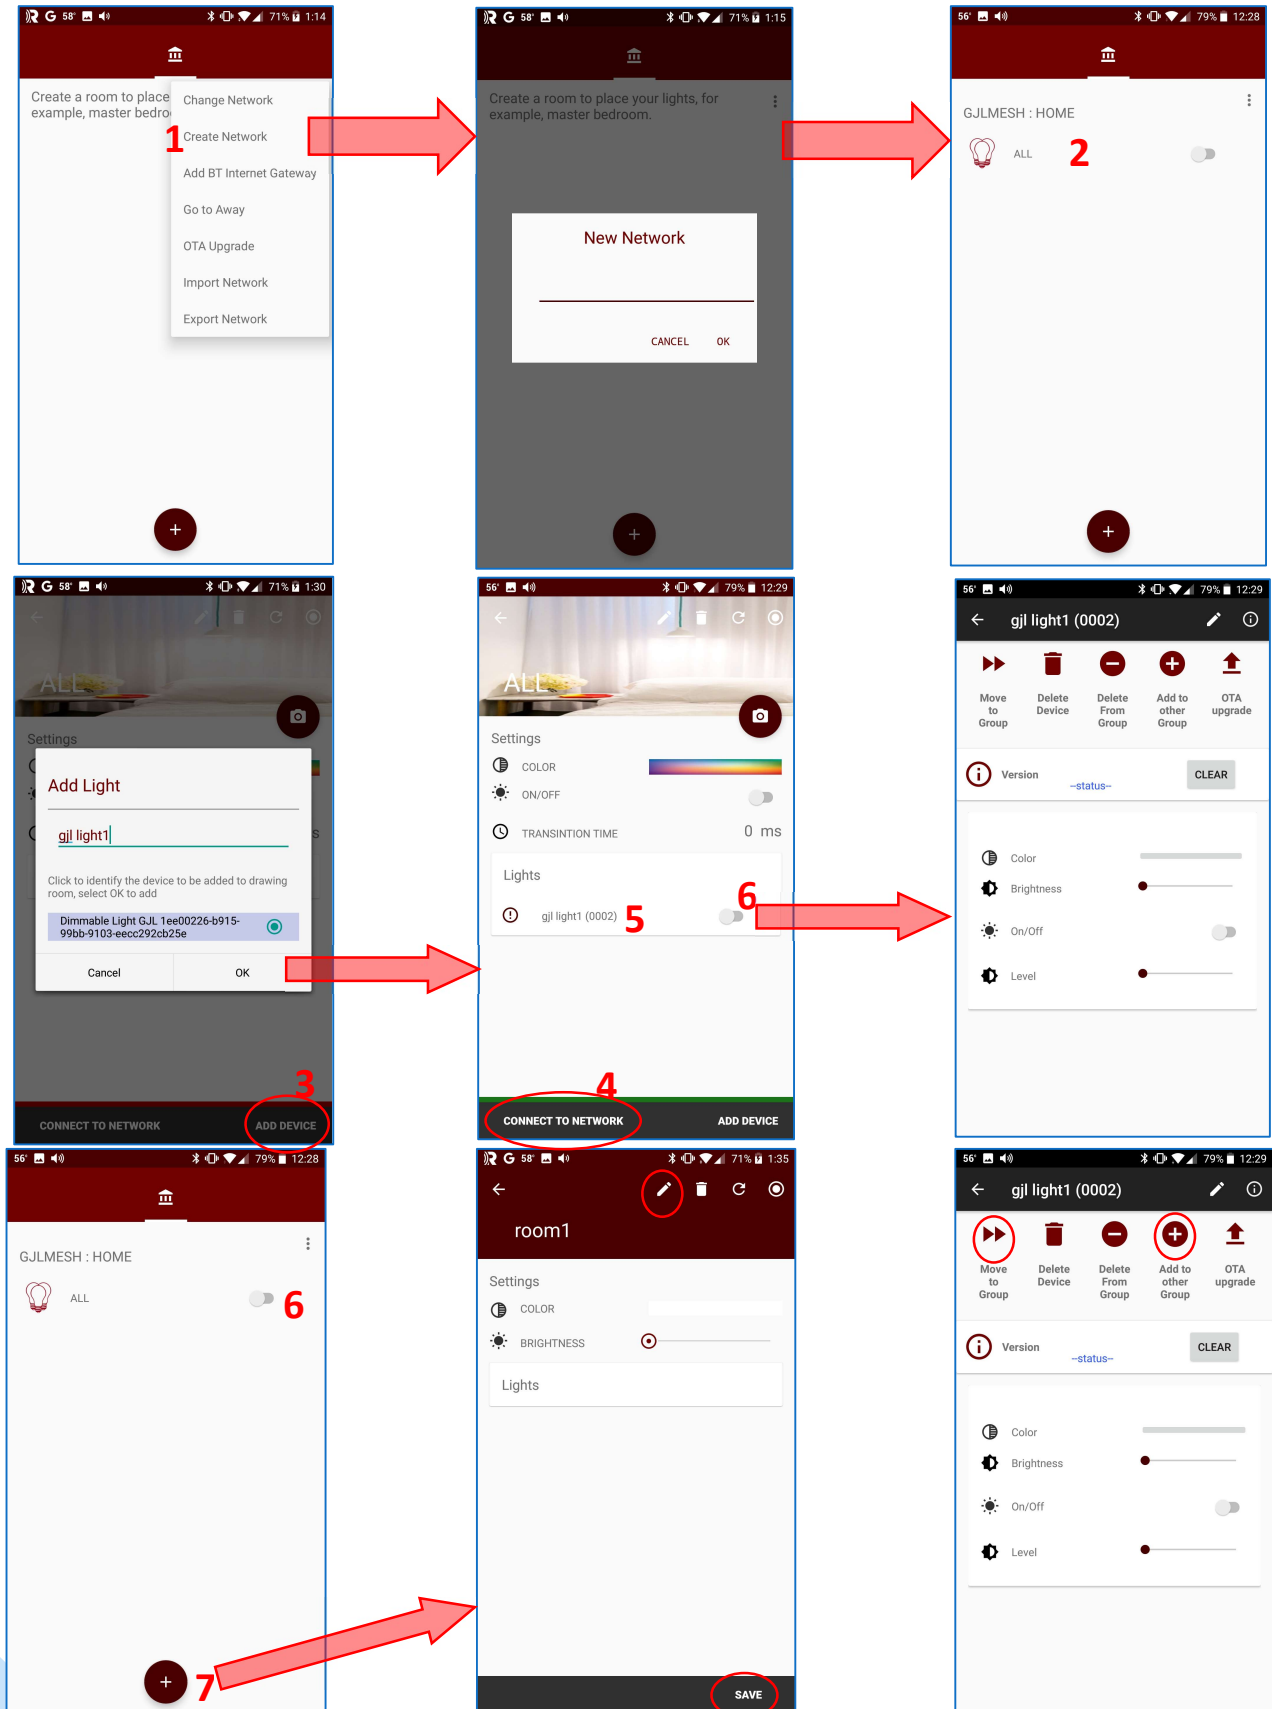 G 58° 71% 1:14
Create a room to place
example, master bedro
Change Network
1
Create Network
Add BT Internet Gateway
Go to Away
OTA Upgrade
Import Network
Export Network
+
G 58° 71% 1:15
Create a room to place your lights, for
example, master bedroom.
New Network
CANCEL OK
+
56° 79% 12:28
GJLMESH : HOME
ALL 2
+
G 58° 71% 1:30
ALL
Settings
Add Light
gjl light1
s
Click to identify the device to be added to drawing
room, select OK to add
Dimmable Light GJL 1ee00226-b915-
99bb-9103-eecc292cb25e
Cancel OK
3
CONNECT TO NETWORK ADD DEVICE
56° 79% 12:29
ALL
Settings
COLOR
ON/OFF
TRANSINTION TIME 0 ms
Lights
6
gjl light1 (0002) 5
4
CONNECT TO NETWORK ADD DEVICE
56° 79% 12:29
gjl light1 (0002)
Move to Group
Delete Device
Delete From Group
Add to other Group
OTA upgrade
Version
--status--
CLEAR
Color
Brightness
On/Off
Level
56° 79% 12:28
GJLMESH : HOME
ALL 6
+ 7
G 58° 71% 1:35
room1
Settings
COLOR
BRIGHTNESS
Lights
SAVE
56° 79% 12:29
gjl light1 (0002)
Move to Group
Delete Device
Delete From Group
Add to other Group
OTA upgrade
Version
--status--
CLEAR
Color
Brightness
On/Off
Level